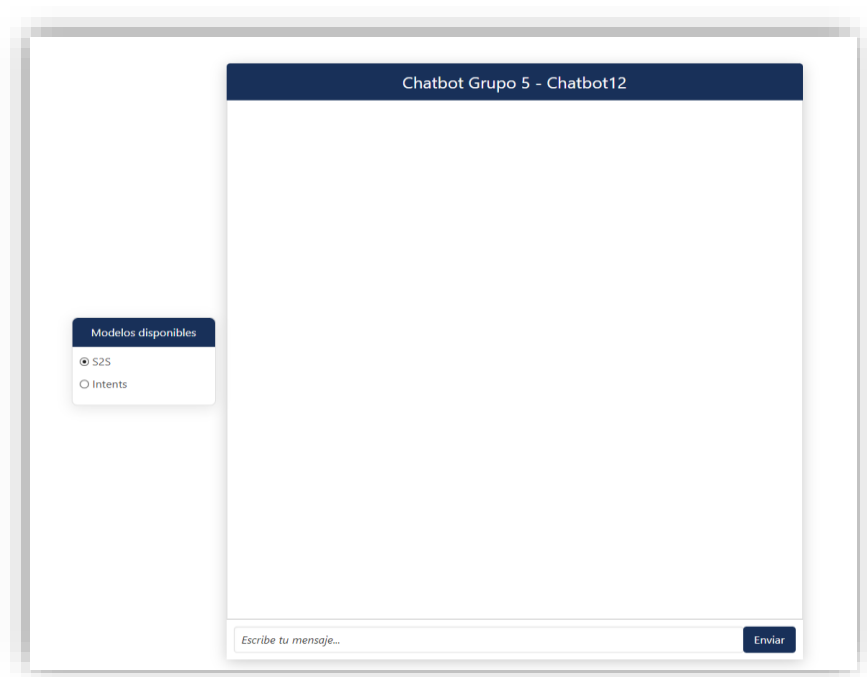 Chatbot Grupo 5 - Chatbot12
Modelos disponibles
S2S
Intents
Escribe tu mensaje...
Enviar